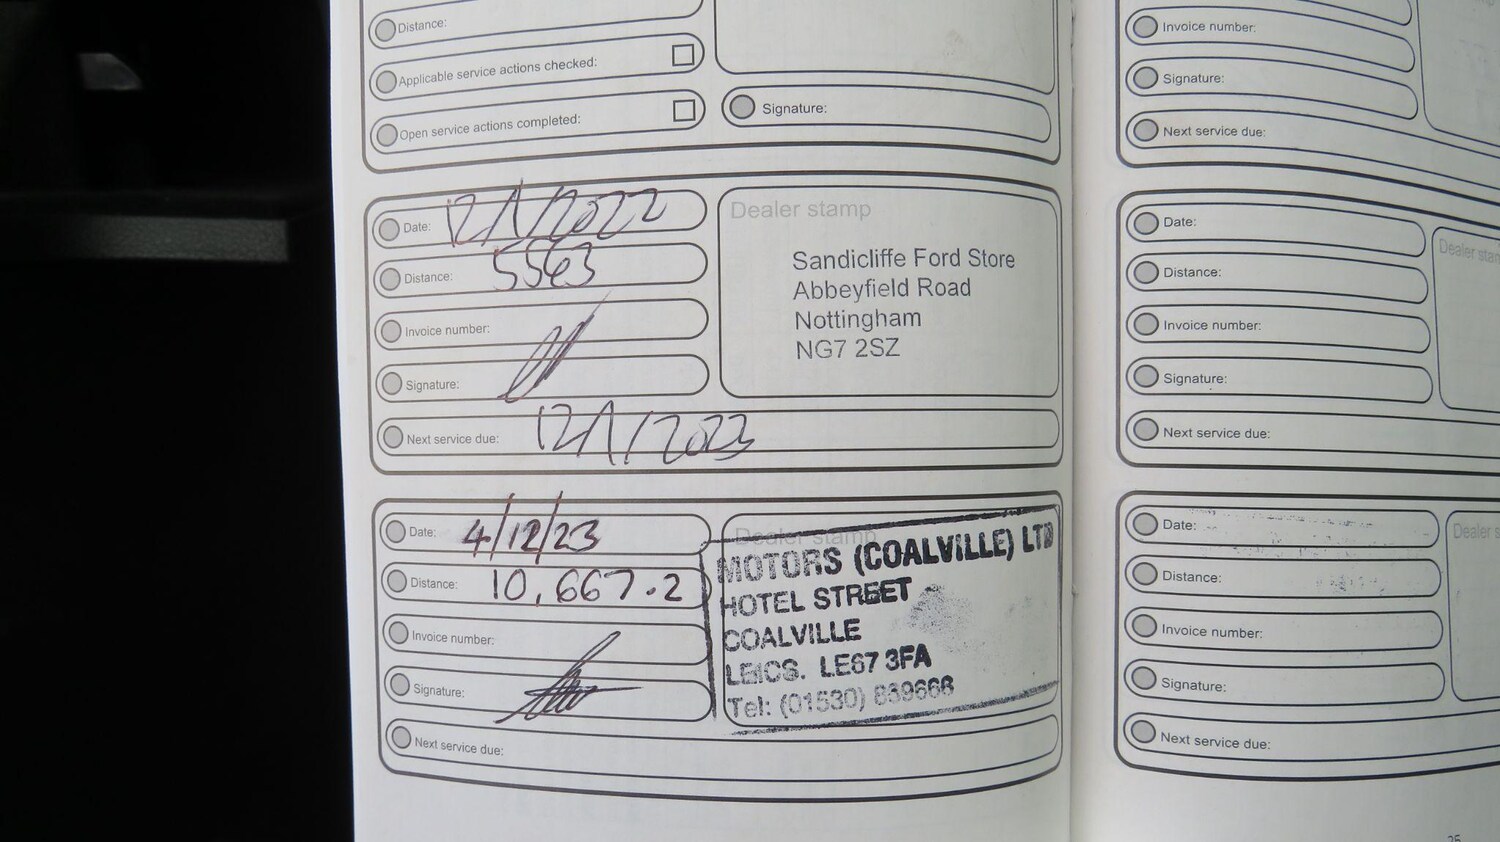 Distance:
Applicable service actions checked:
Open service actions completed:
Signature:
Date: 12/1/2022
Distance: 5563
Invoice number:
Signature:
Next service due: 12/1/2023
Dealer stamp
Sandicliffe Ford Store
Abbeyfield Road
Nottingham
NG7 2SZ
Date: 4/12/23
Distance: 10,667.2
Invoice number:
Signature:
Next service due:
Dealer stamp
MOTORS (COALVILLE) LTD
HOTEL STREET
COALVILLE
LEICS. LE67 3FA
Tel: (01530)
Invoice number:
Signature:
Next service due:
Date:
Distance:
Invoice number:
Signature:
Next service due:
Dealer stan
Date:
Distance:
Invoice number:
Signature:
Next service due:
Dealer s